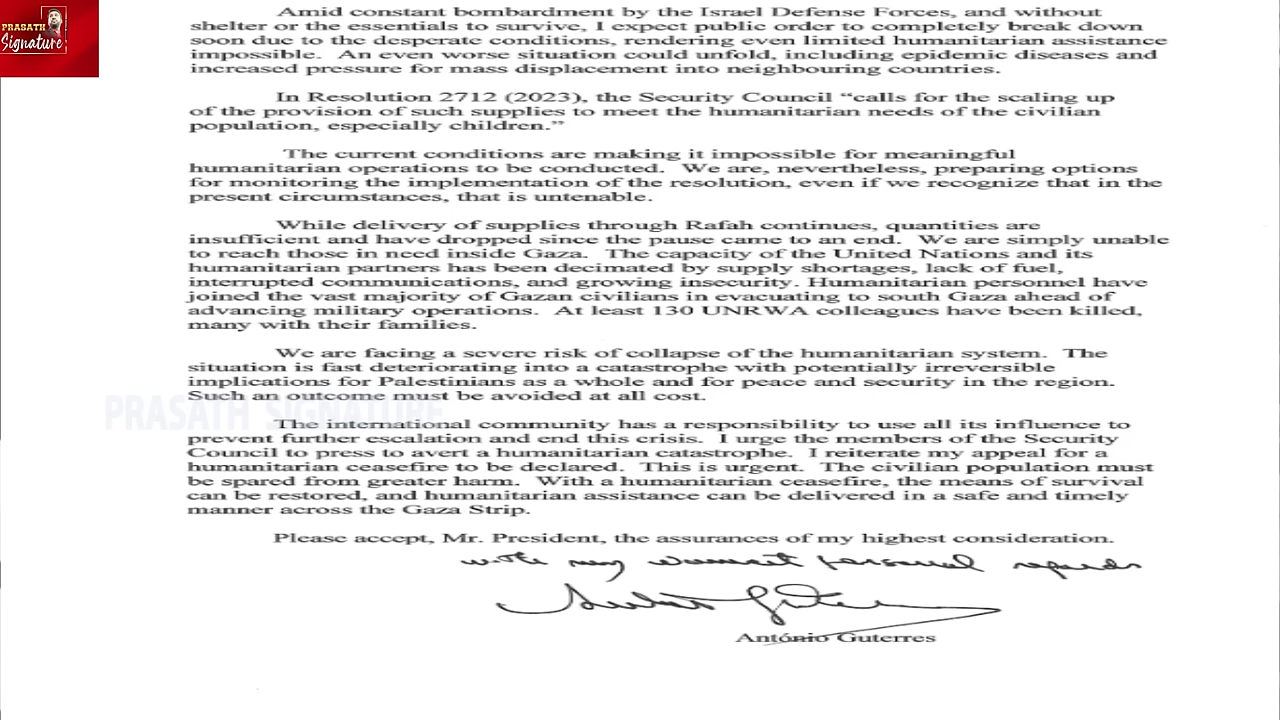 PRASATH
Signature
Amid constant bombardment by the Israel Defense Forces, and without
shelter or the essentials to survive, I expect public order to completely break down
soon due to the desperate conditions, rendering even limited humanitarian assistance
impossible. An even worse situation could unfold, including epidemic diseases and
increased pressure for mass displacement into neighbouring countries.
In Resolution 2712 (2023), the Security Council “calls for the scaling up
of the provision of such supplies to meet the humanitarian needs of the civilian
population, especially children.”
The current conditions are making it impossible for meaningful
humanitarian operations to be conducted. We are, nevertheless, preparing options
for monitoring the implementation of the resolution, even if we recognize that in the
present circumstances, that is untenable.
While delivery of supplies through Rafah continues, quantities are
insufficient and have dropped since the pause came to an end. We are simply unable
to reach those in need inside Gaza. The capacity of the United Nations and its
humanitarian partners has been decimated by supply shortages, lack of fuel,
interrupted communications, and growing insecurity. Humanitarian personnel have
joined the vast majority of Gazan civilians in evacuating to south Gaza ahead of
advancing military operations. At least 130 UNRWA colleagues have been killed,
many with their families.
We are facing a severe risk of collapse of the humanitarian system. The
situation is fast deteriorating into a catastrophe with potentially irreversible
implications for Palestinians as a whole and for peace and security in the region.
Such an outcome must be avoided at all cost.
PRASATH SIGNATURE
The international community has a responsibility to use all its influence to
prevent further escalation and end this crisis. I urge the members of the Security
Council to press to avert a humanitarian catastrophe. I reiterate my appeal for a
humanitarian ceasefire to be declared. This is urgent. The civilian population must
be spared from greater harm. With a humanitarian ceasefire, the means of survival
can be restored, and humanitarian assistance can be delivered in a safe and timely
manner across the Gaza Strip.
Please accept, Mr. President, the assurances of my highest consideration.
with my warmest personal regards
António Guterres